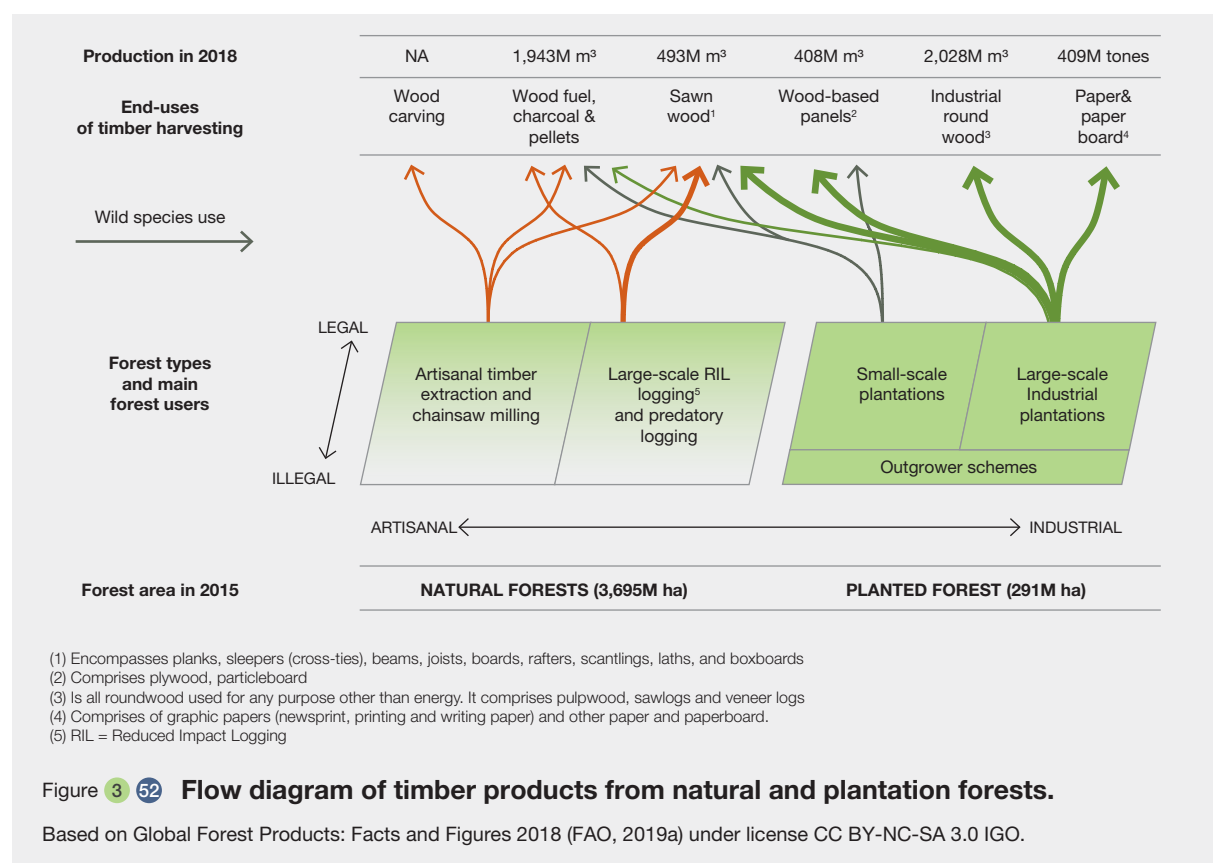 Production in 2018
NA
1,943M m³
493M m³
408M m³
2,028M m³
409M tones
End-uses
of timber harvesting
Wood
carving
Wood fuel,
charcoal &
pellets
Sawn
wood¹
Wood-based
panels²
Industrial
round
wood³
Paper&
paper
board⁴
Wild species use
LEGAL
ILLEGAL
Forest types
and main
forest users
Artisanal timber
extraction and
chainsaw milling
Large-scale RIL
logging⁵
and predatory
logging
Small-scale
plantations
Large-scale
Industrial
plantations
Outgrower schemes
ARTISANAL
INDUSTRIAL
Forest area in 2015
NATURAL FORESTS (3,695M ha)
PLANTED FOREST (291M ha)
(1) Encompasses planks, sleepers (cross-ties), beams, joists, boards, rafters, scantlings, laths, and boxboards
(2) Comprises plywood, particleboard
(3) Is all roundwood used for any purpose other than energy. It comprises pulpwood, sawlogs and veneer logs
(4) Comprises of graphic papers (newsprint, printing and writing paper) and other paper and paperboard.
(5) RIL = Reduced Impact Logging
Figure 3 52 Flow diagram of timber products from natural and plantation forests.
Based on Global Forest Products: Facts and Figures 2018 (FAO, 2019a) under license CC BY-NC-SA 3.0 IGO.